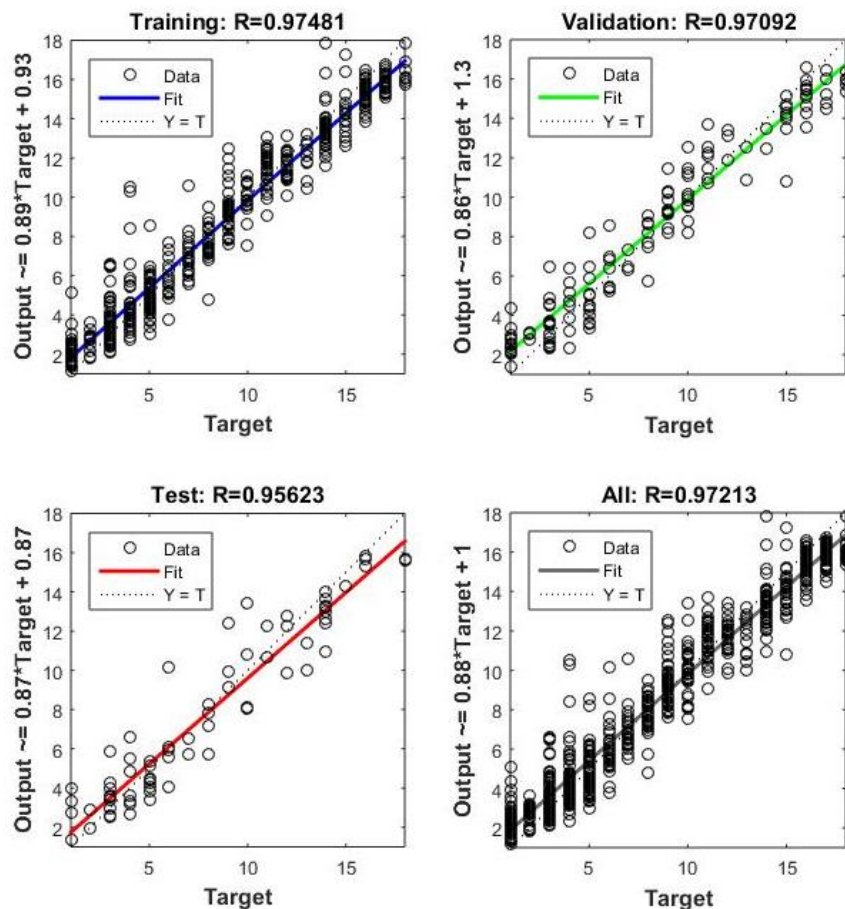 Training: R=0.97481
Output ~= 0.89*Target + 0.93
18
16
14
12
10
8
6
4
2
Data
Fit
Y = T
5
10
15
Target
Validation: R=0.97092
Output ~= 0.86*Target + 1.3
18
16
14
12
10
8
6
4
2
Data
Fit
Y = T
5
10
15
Target
Test: R=0.95623
Output ~= 0.87*Target + 0.87
18
16
14
12
10
8
6
4
2
Data
Fit
Y = T
5
10
15
Target
All: R=0.97213
Output ~= 0.88*Target + 1
18
16
14
12
10
8
6
4
2
Data
Fit
Y = T
5
10
15
Target